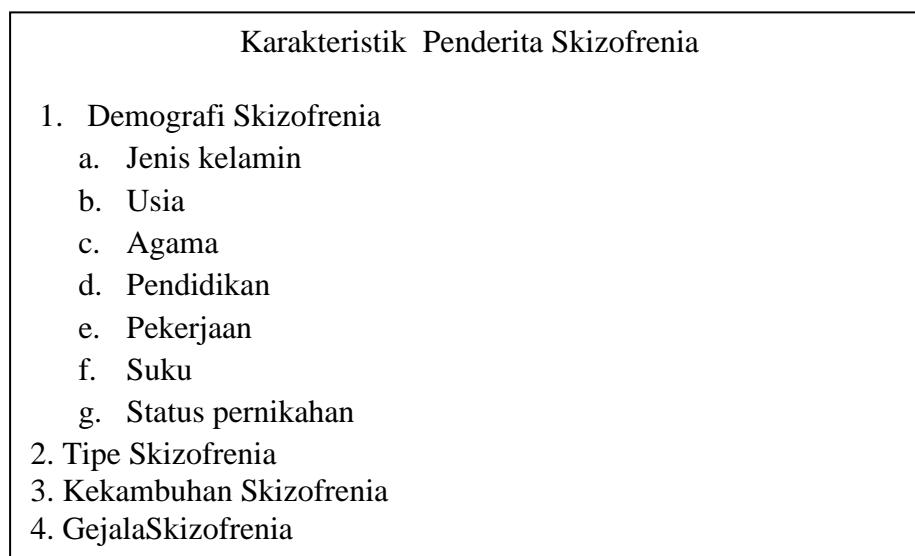 Karakteristik Penderita Skizofrenia
1. Demografi Skizofrenia
a. Jenis kelamin
b. Usia
c. Agama
d. Pendidikan
e. Pekerjaan
f. Suku
g. Status pernikahan
2. Tipe Skizofrenia
3. Kekambuhan Skizofrenia
4. GejalaSkizofrenia